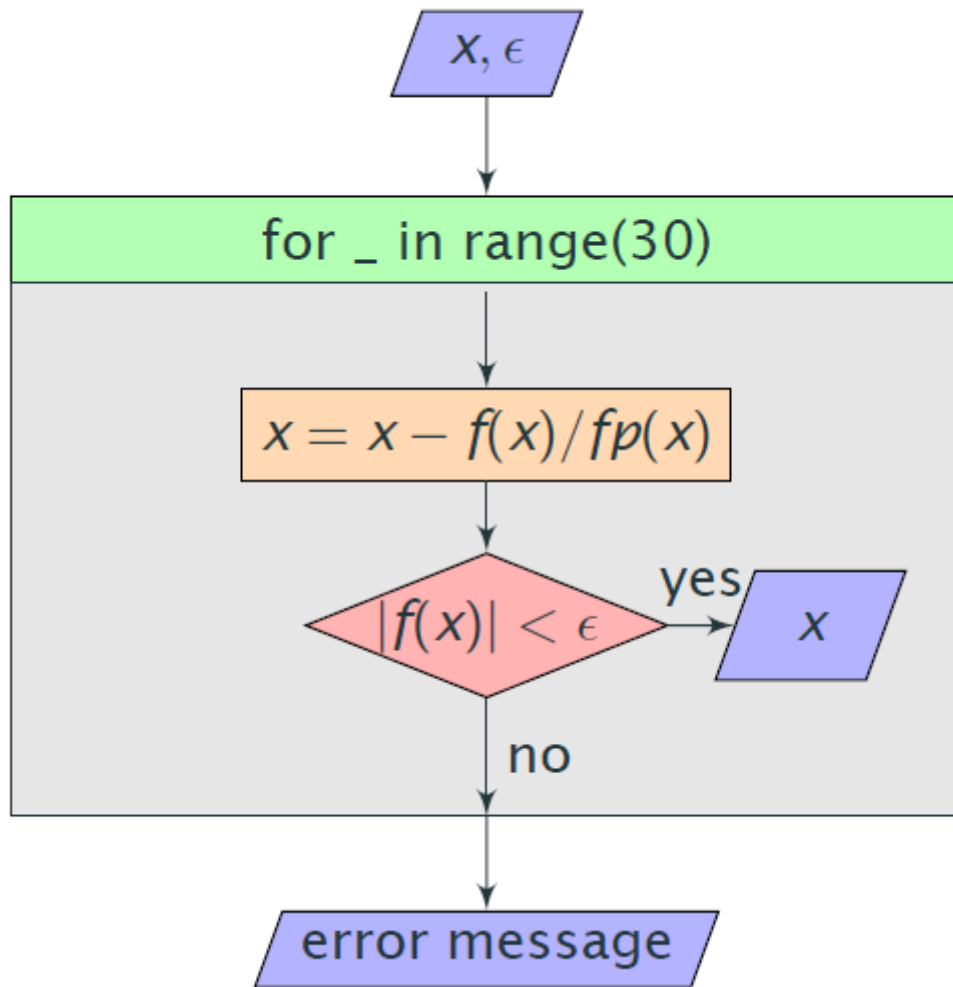 x, ϵ
for _ in range(30)
x = x − f(x)/fp(x)
|f(x)| < ϵ
yes
x
no
error message